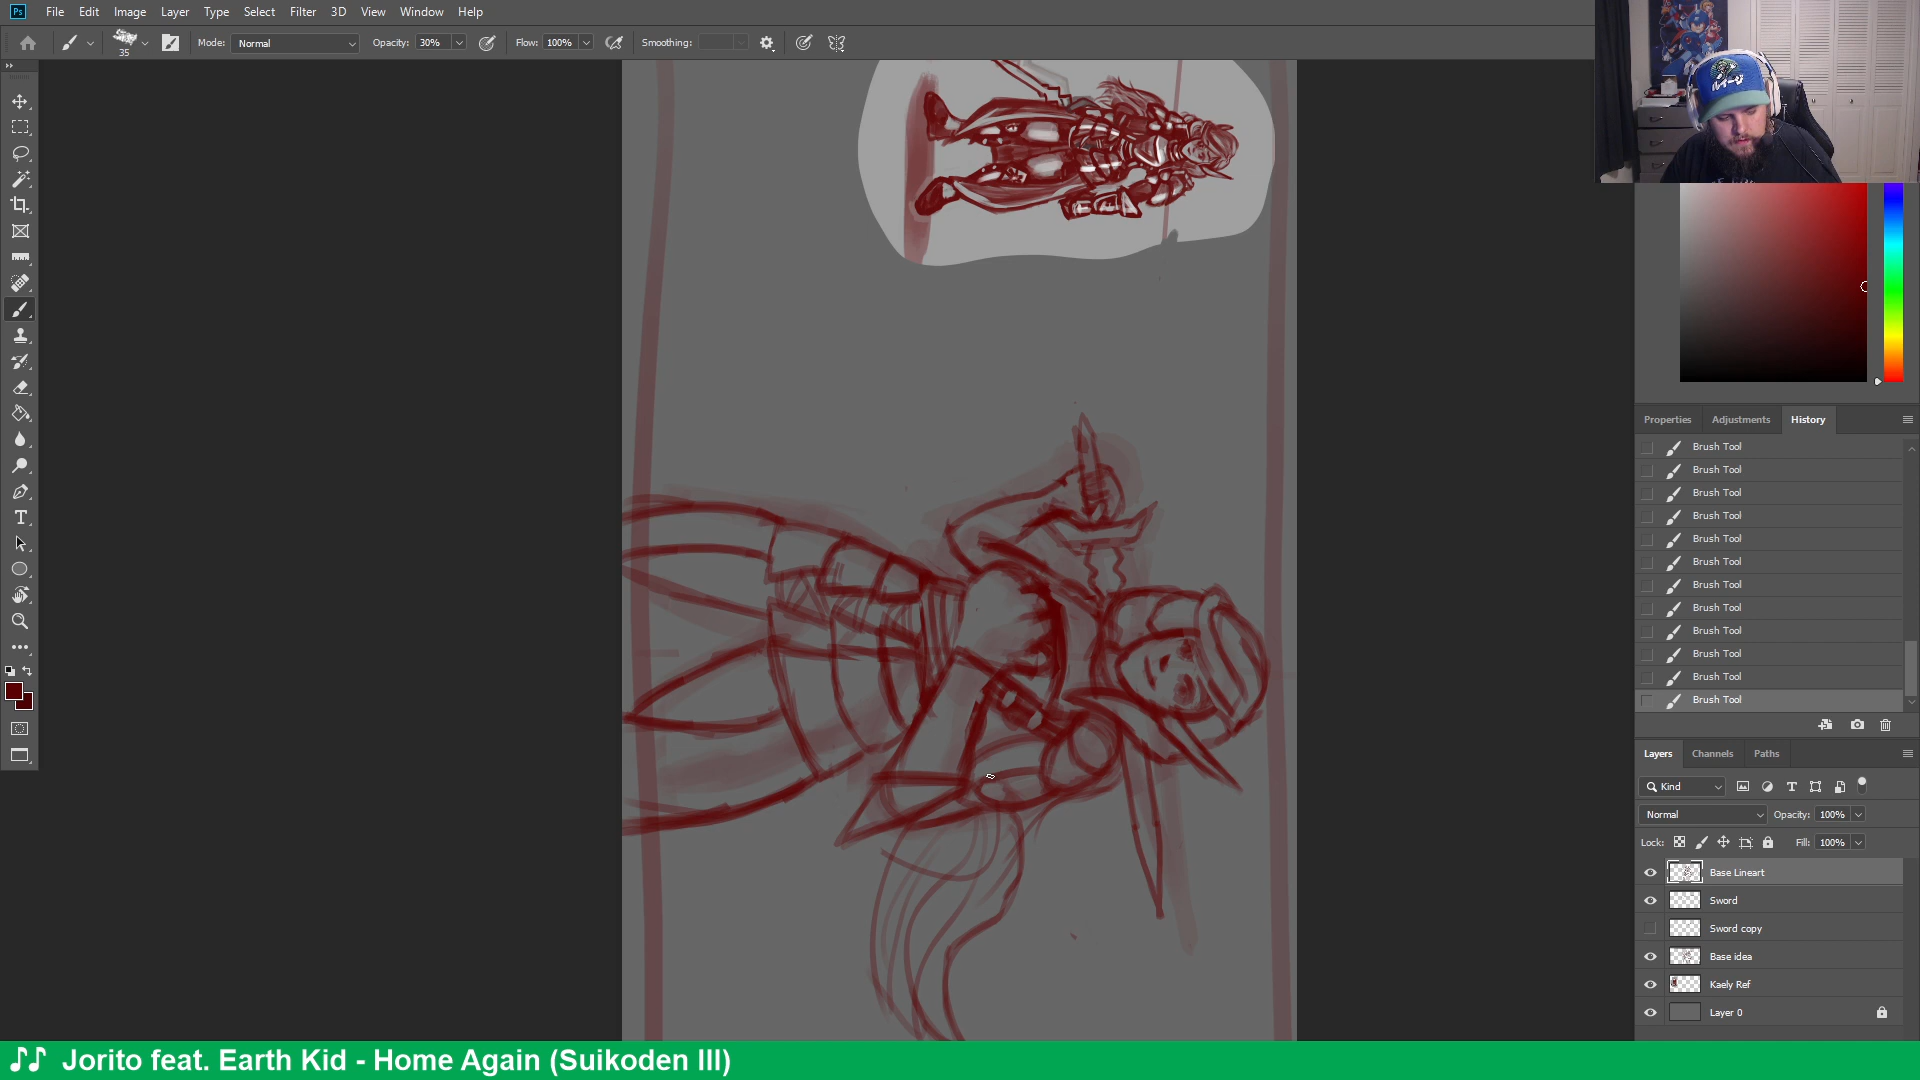 Ps File Edit Image Layer Type Select Filter 3D View Window Help
35 Mode: Normal Opacity: 30% Flow: 100% Smoothing:
Properties Adjustments History
Brush Tool
Brush Tool
Brush Tool
Brush Tool
Brush Tool
Brush Tool
Brush Tool
Brush Tool
Brush Tool
Brush Tool
Brush Tool
Brush Tool
Layers Channels Paths
Kind
Normal Opacity: 100%
Lock: Fill: 100%
Base Lineart
Sword
Sword copy
Base idea
Kaely Ref
Layer 0
Jorito feat. Earth Kid - Home Again (Suikoden III)